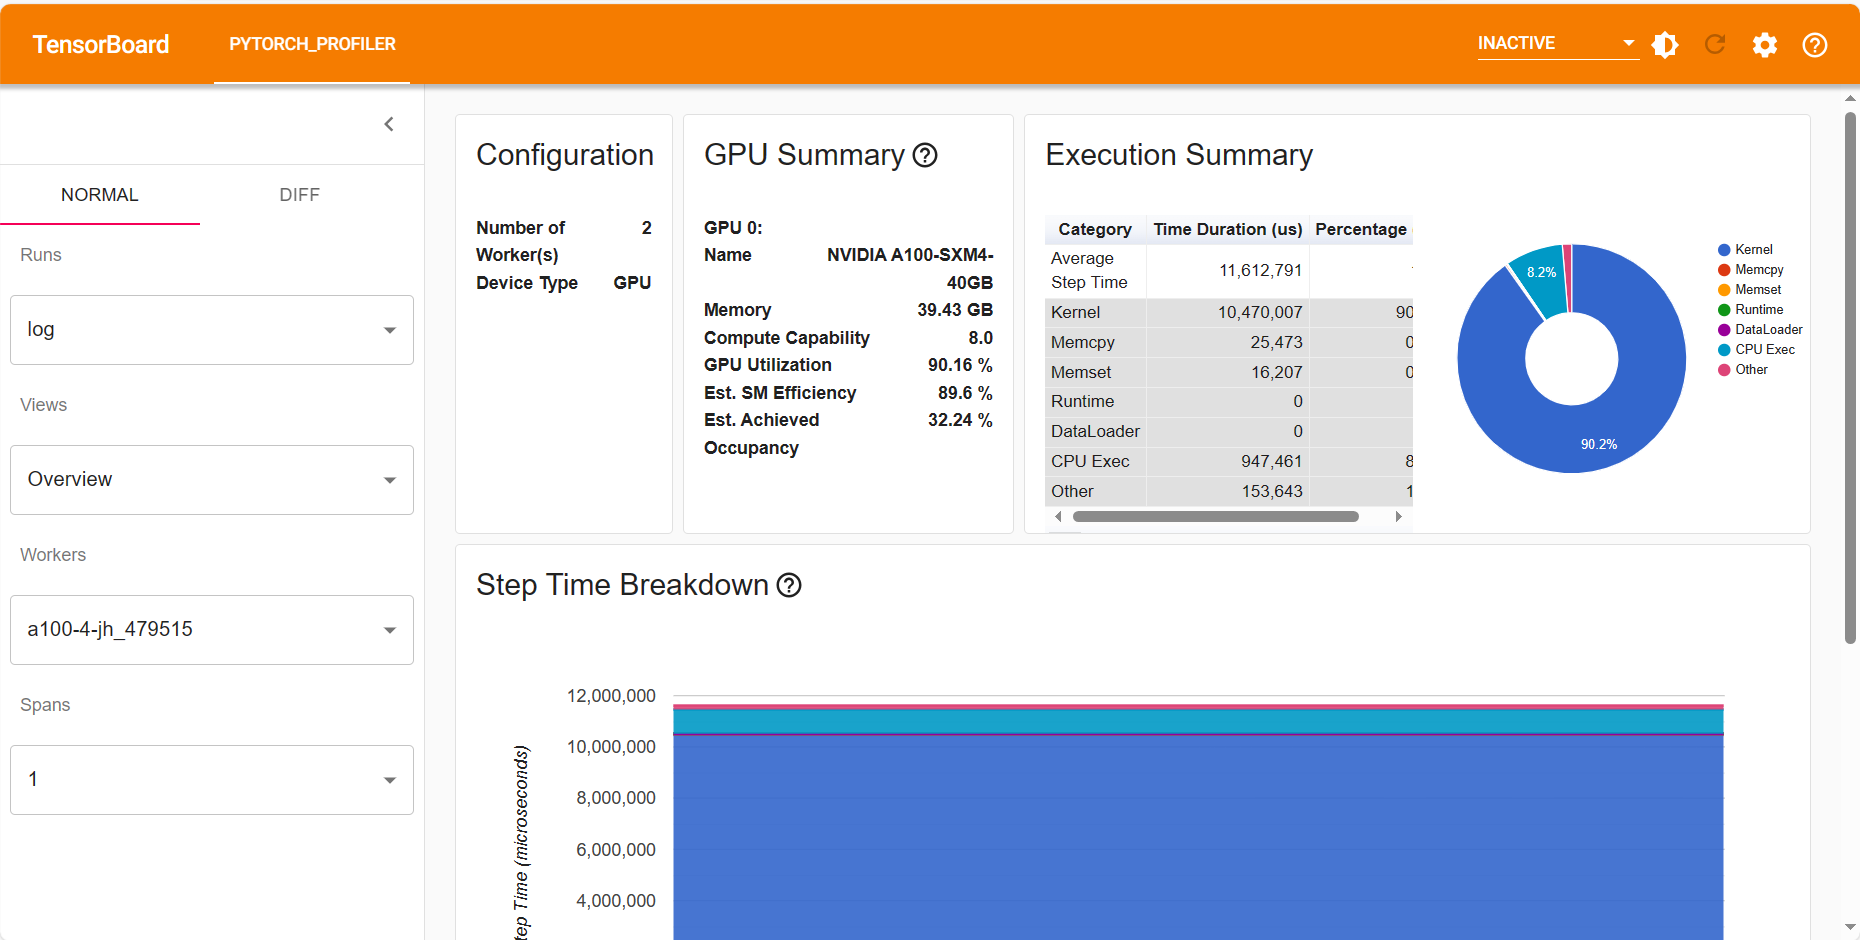 TensorBoard
PYTORCH_PROFILER
INACTIVE
NORMAL
DIFF
Runs
log
Views
Overview
Workers
a100-4-jh_479515
Spans
1
Configuration
Number of 2
Worker(s)
Device Type GPU
GPU Summary
GPU 0:
Name NVIDIA A100-SXM4-
40GB
Memory 39.43 GB
Compute Capability 8.0
GPU Utilization 90.16 %
Est. SM Efficiency 89.6 %
Est. Achieved 32.24 %
Occupancy
Execution Summary
Category Time Duration (us) Percentage
Average
Step Time 11,612,791
Kernel 10,470,007 90
Memcpy 25,473 0
Memset 16,207 0
Runtime 0
DataLoader 0
CPU Exec 947,461 8
Other 153,643 1
8.2%
90.2%
Kernel
Memcpy
Memset
Runtime
DataLoader
CPU Exec
Other
Step Time Breakdown
12,000,000
10,000,000
8,000,000
6,000,000
4,000,000
tep Time (microseconds)